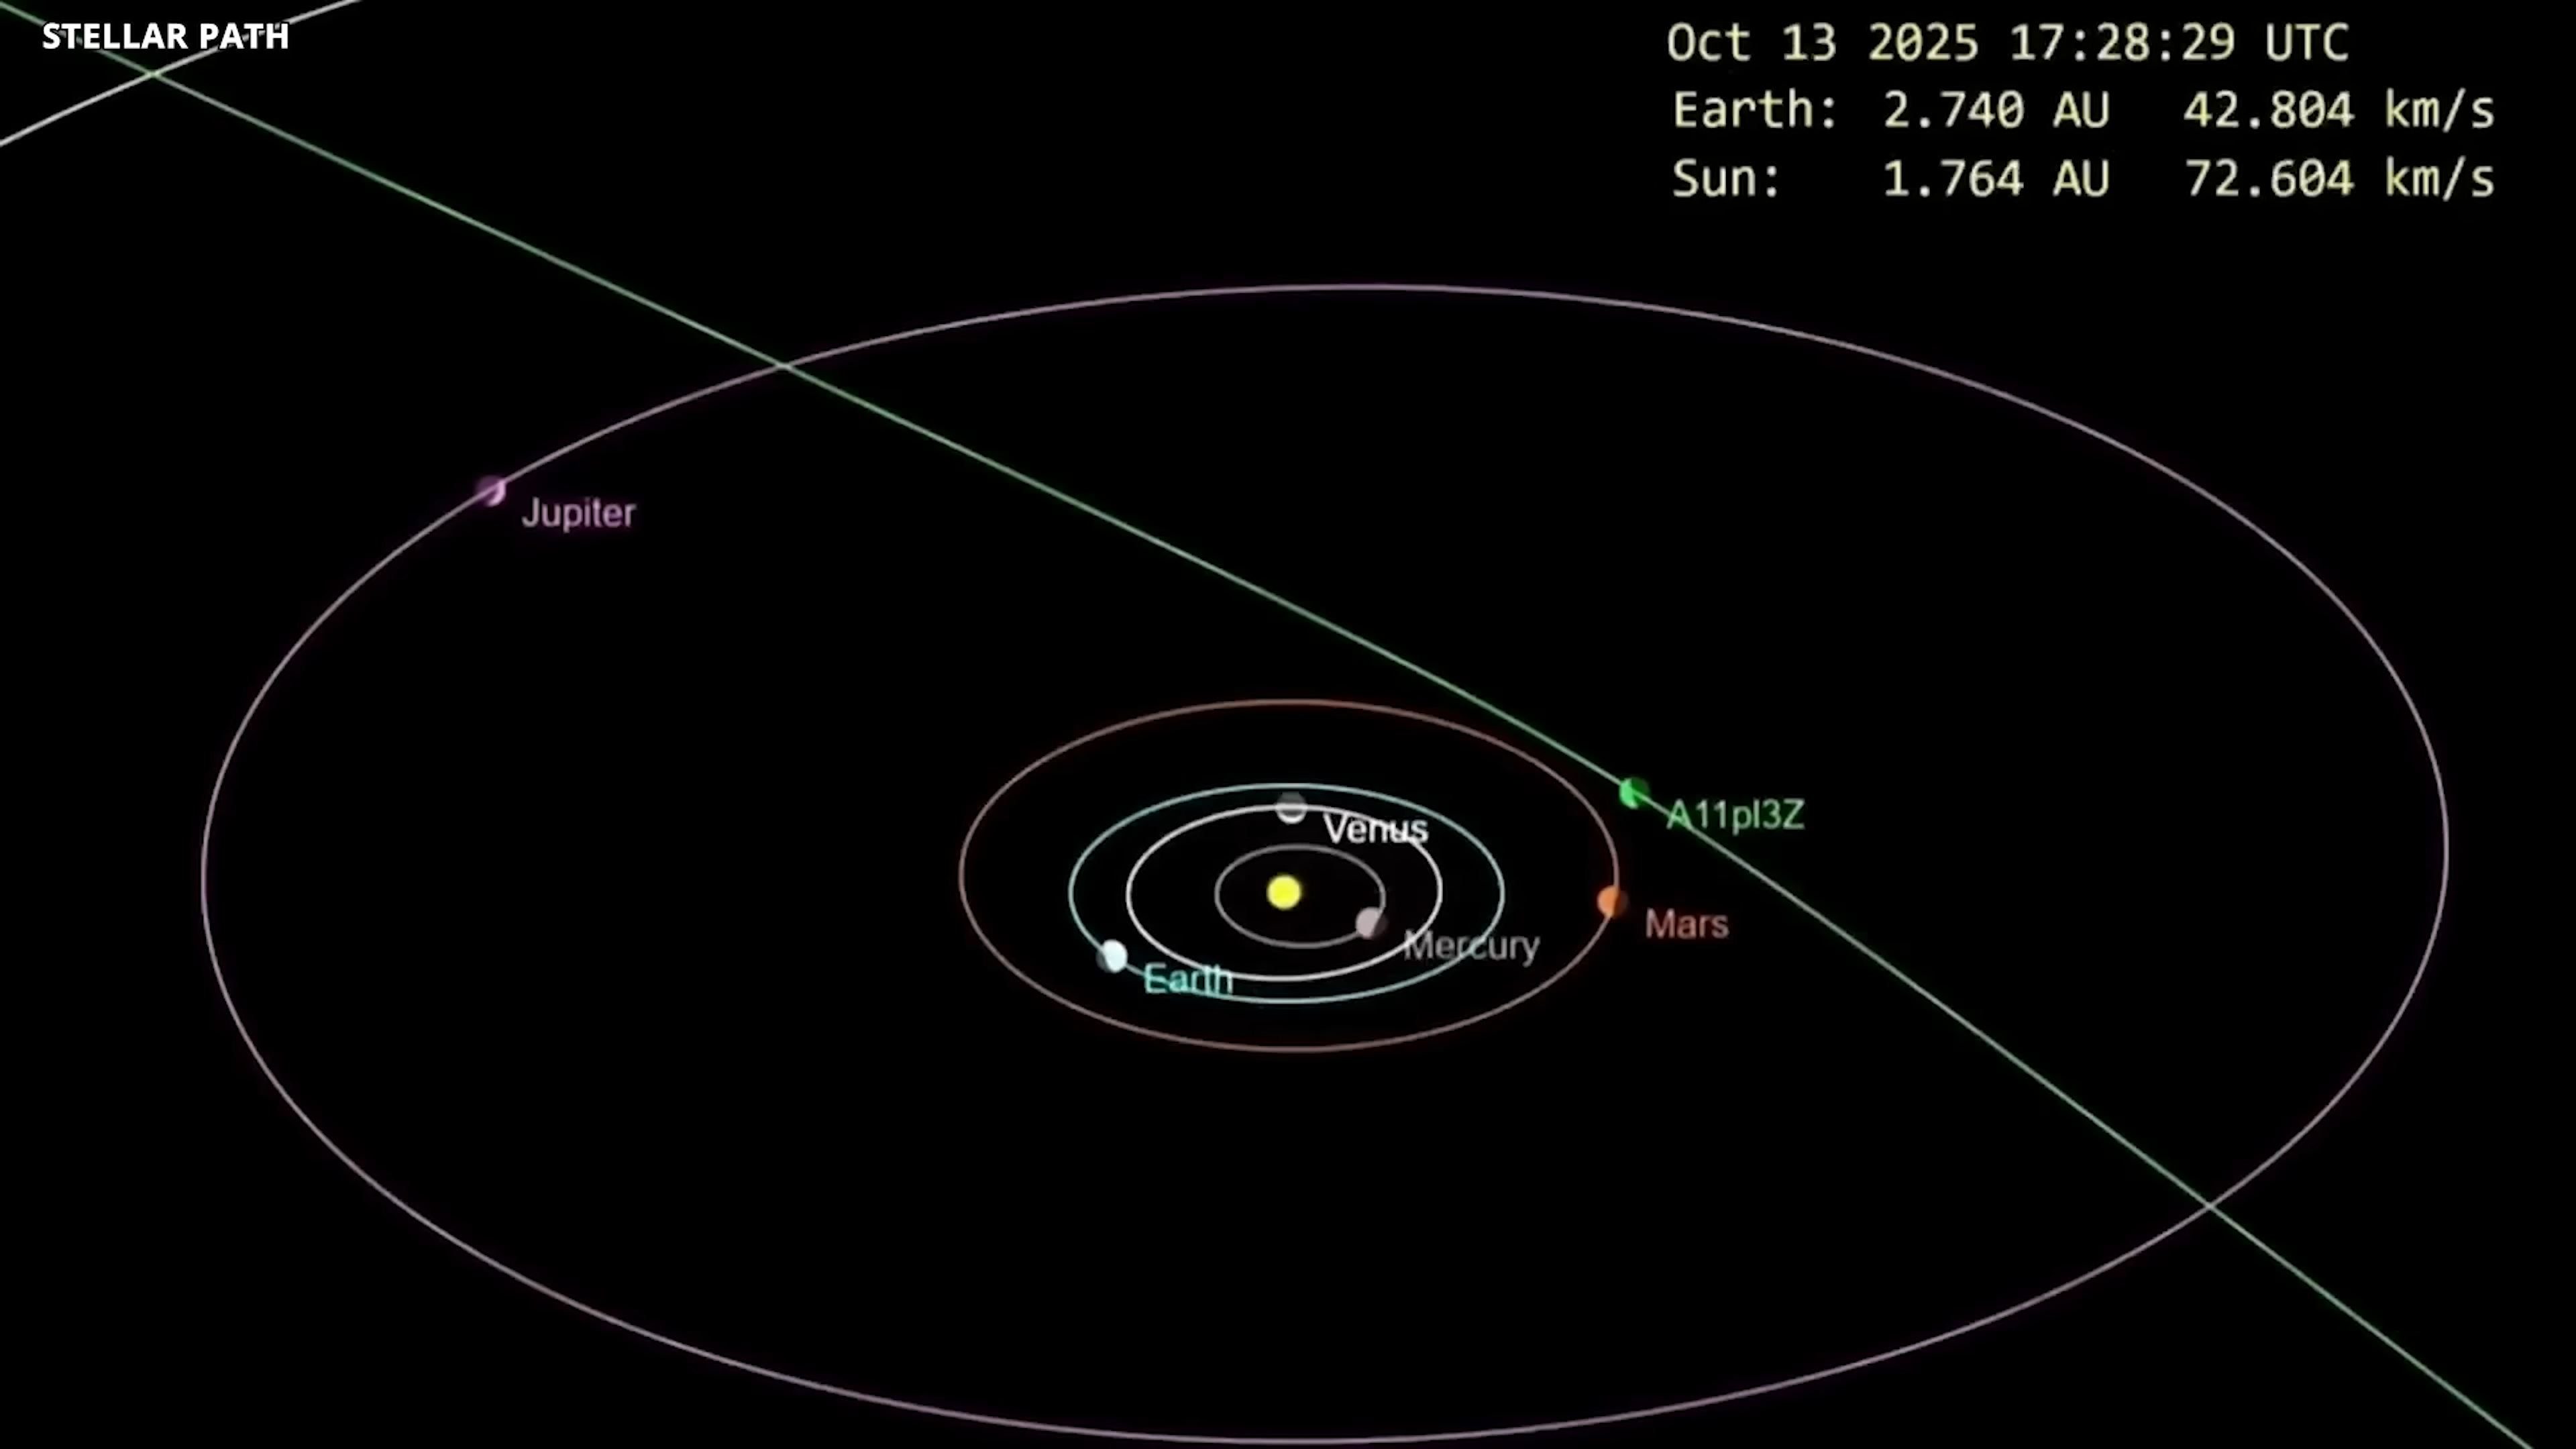 STELLAR PATH
Oct 13 2025 17:28:29 UTC
Earth: 2.740 AU 42.804 km/s
Sun: 1.764 AU 72.604 km/s
Jupiter
A11pl3Z
Venus
Mars
Mercury
Earth